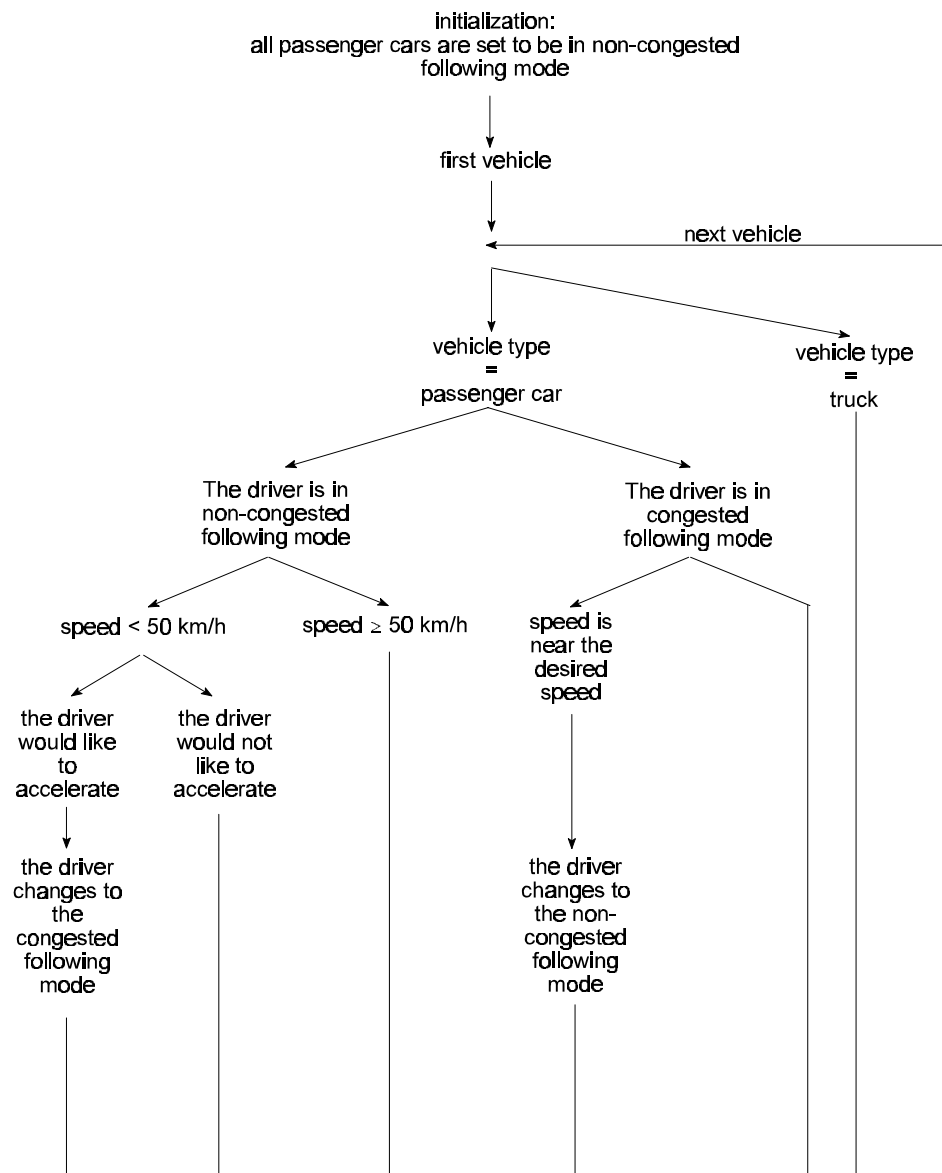 initialization:
all passenger cars are set to be in non-congested
following mode
first vehicle
next vehicle
vehicle type
=
passenger car
vehicle type
=
truck
The driver is in
non-congested
following mode
The driver is in
congested
following mode
speed < 50 km/h
speed ≥ 50 km/h
speed is
near the
desired
speed
the driver
would like
to
accelerate
the driver
would not
like to
accelerate
the driver
changes to
the
congested
following
mode
the driver
changes to
the non-
congested
following
mode